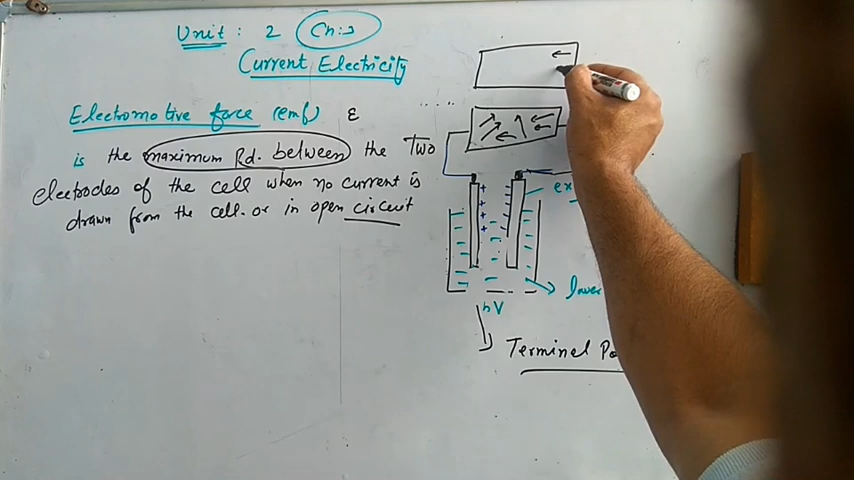 Unit : 2 Ch:3
Current Electricity
Electromotive force (emf) ε
is the maximum P.d. between the Two
electrodes of the cell when no current is
drawn from the cell. or in open circuit
ex
Inner
Terminal Po